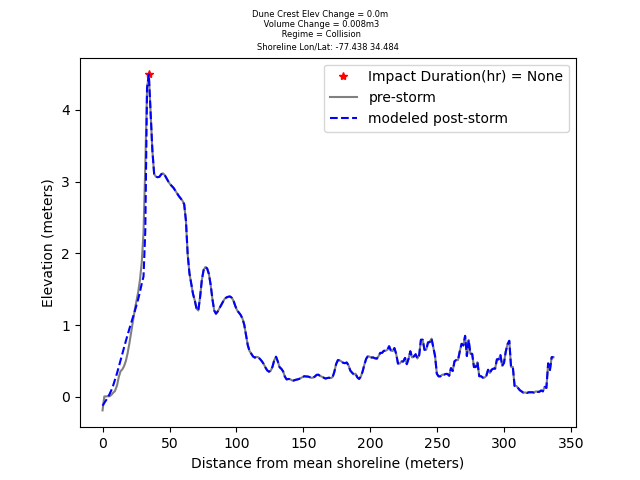 Dune Crest Elev Change = 0.0m
Volume Change = 0.008m3
Regime = Collision
Shoreline Lon/Lat: -77.438 34.484
Impact Duration(hr) = None
pre-storm
modeled post-storm
Elevation (meters)
4
3
2
1
0
0 50 100 150 200 250 300 350
Distance from mean shoreline (meters)